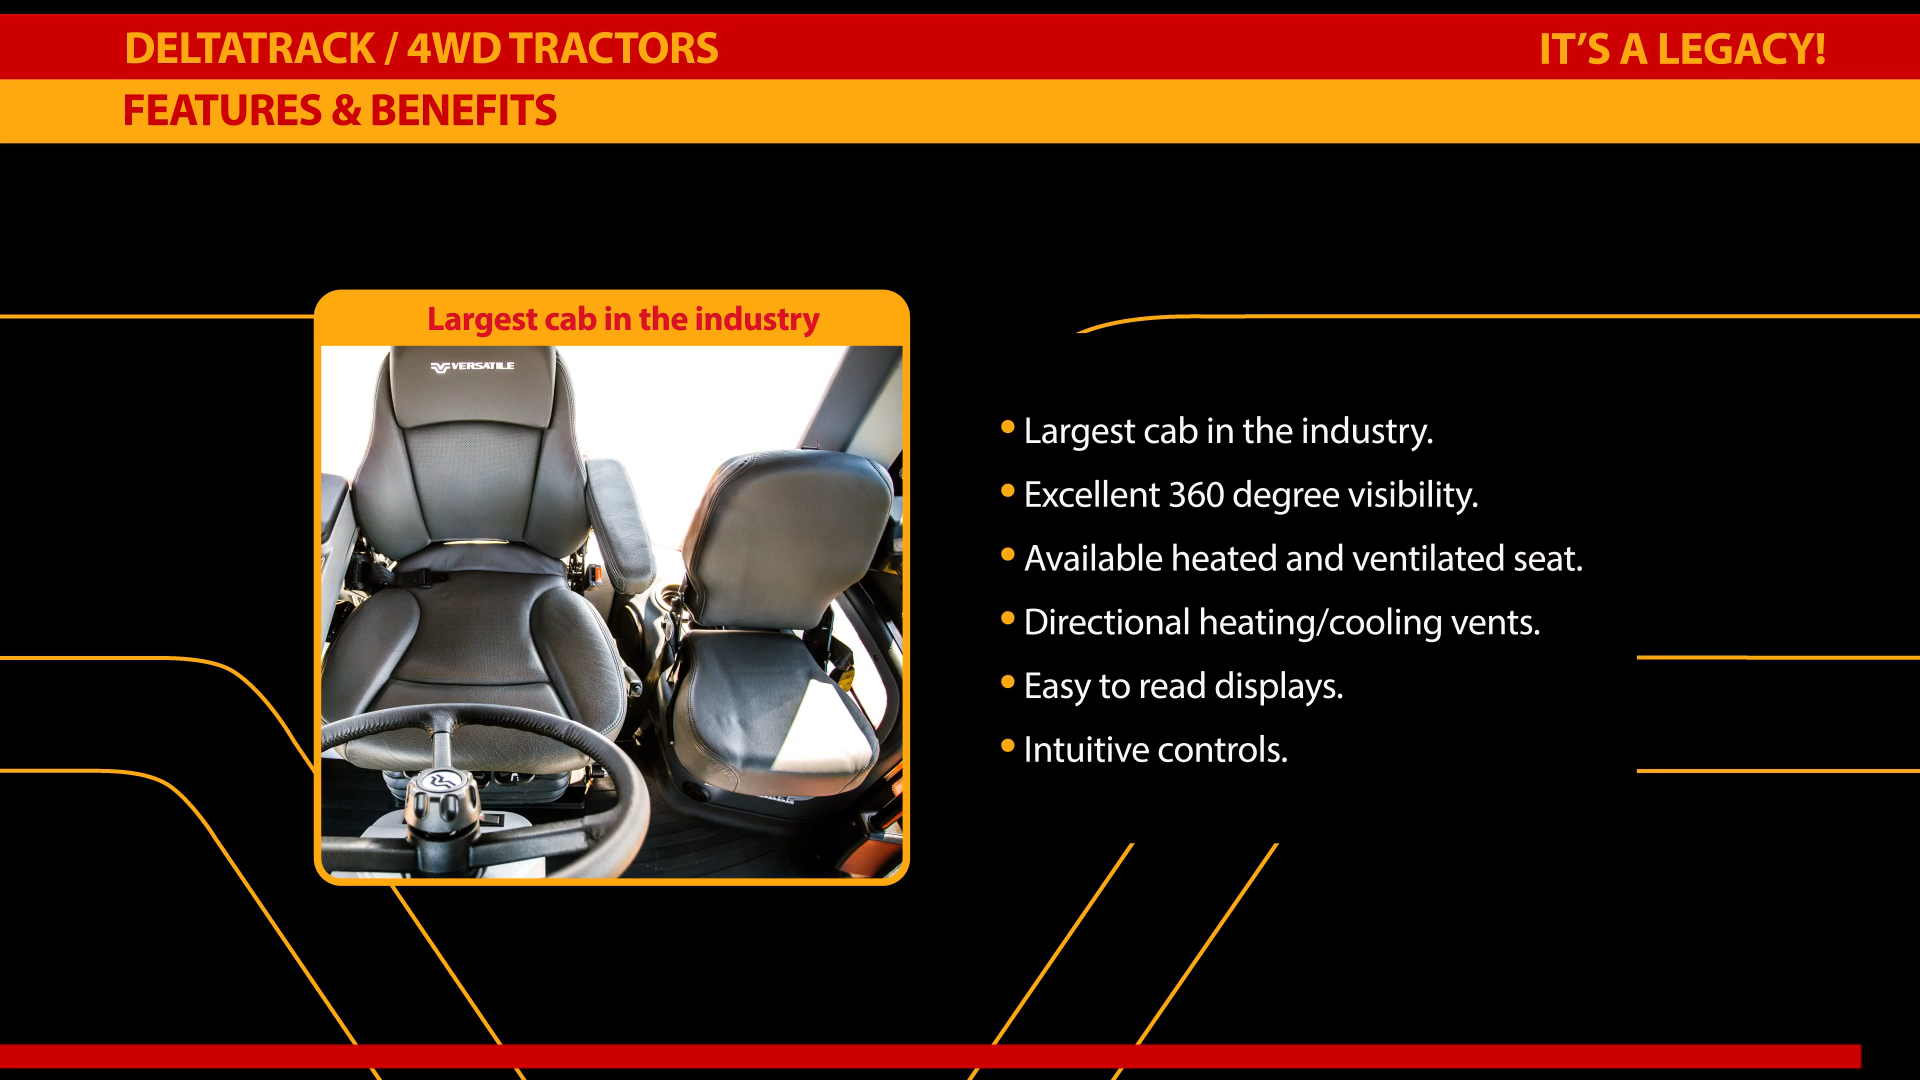 DELTATRACK / 4WD TRACTORS
IT'S A LEGACY!
FEATURES & BENEFITS
Largest cab in the industry
VERSATILE
• Largest cab in the industry.
• Excellent 360 degree visibility.
• Available heated and ventilated seat.
• Directional heating/cooling vents.
• Easy to read displays.
• Intuitive controls.